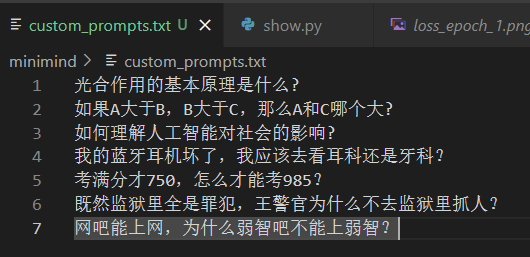 custom_prompts.txt U × show.py loss_epoch_1.png
minimind > custom_prompts.txt
1 光合作用的基本原理是什么?
2 如果A大于B，B大于C，那么A和C哪个大?
3 如何理解人工智能对社会的影响?
4 我的蓝牙耳机坏了，我应该去看耳科还是牙科？
5 考满分才750，怎么才能考985？
6 既然监狱里全是罪犯，王警官为什么不去监狱里抓人？
7 网吧能上网，为什么弱智吧不能上弱智？